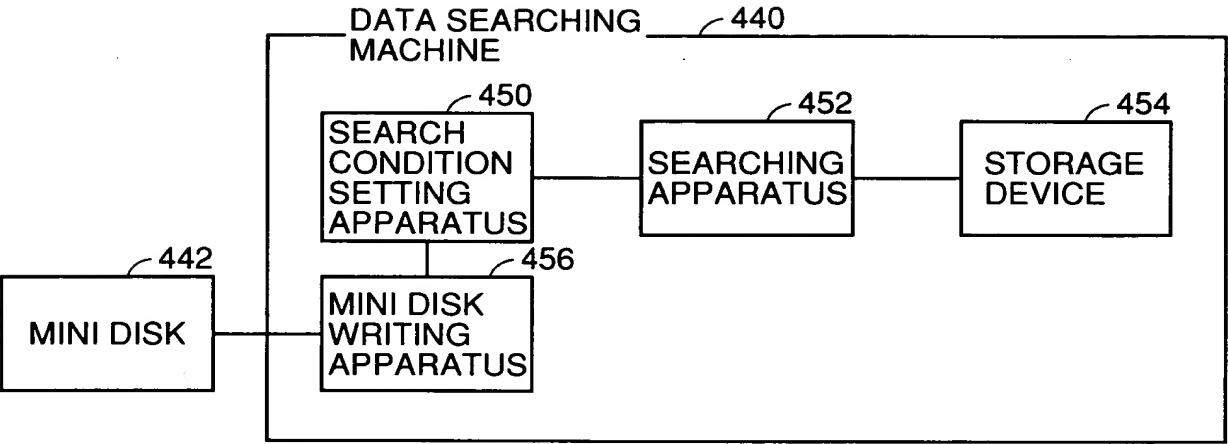 DATA SEARCHING
MACHINE
440
450
SEARCH
CONDITION
SETTING
APPARATUS
452
SEARCHING
APPARATUS
454
STORAGE
DEVICE
442
MINI DISK
456
MINI DISK
WRITING
APPARATUS